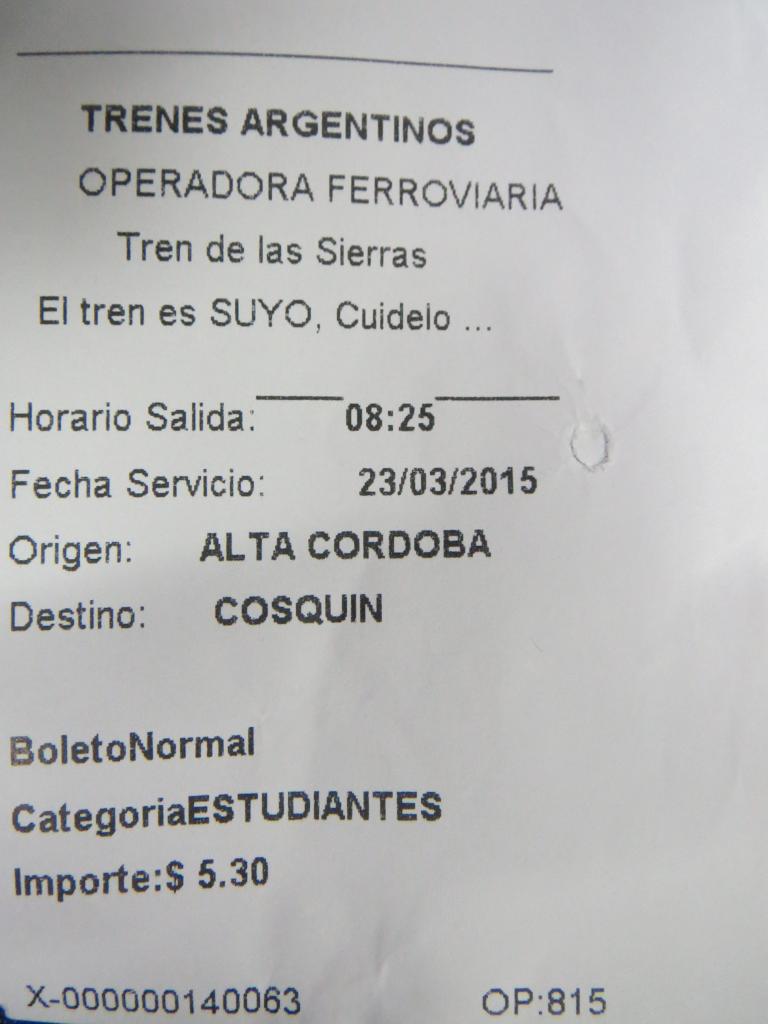 TRENES ARGENTINOS
OPERADORA FERROVIARIA
Tren de las Sierras
El tren es SUYO, Cuidelo ...
Horario Salida: 08:25
Fecha Servicio: 23/03/2015
Origen: ALTA CORDOBA
Destino: COSQUIN
BoletoNormal
CategoriaESTUDIANTES
Importe:$ 5.30
X-000000140063 OP:815